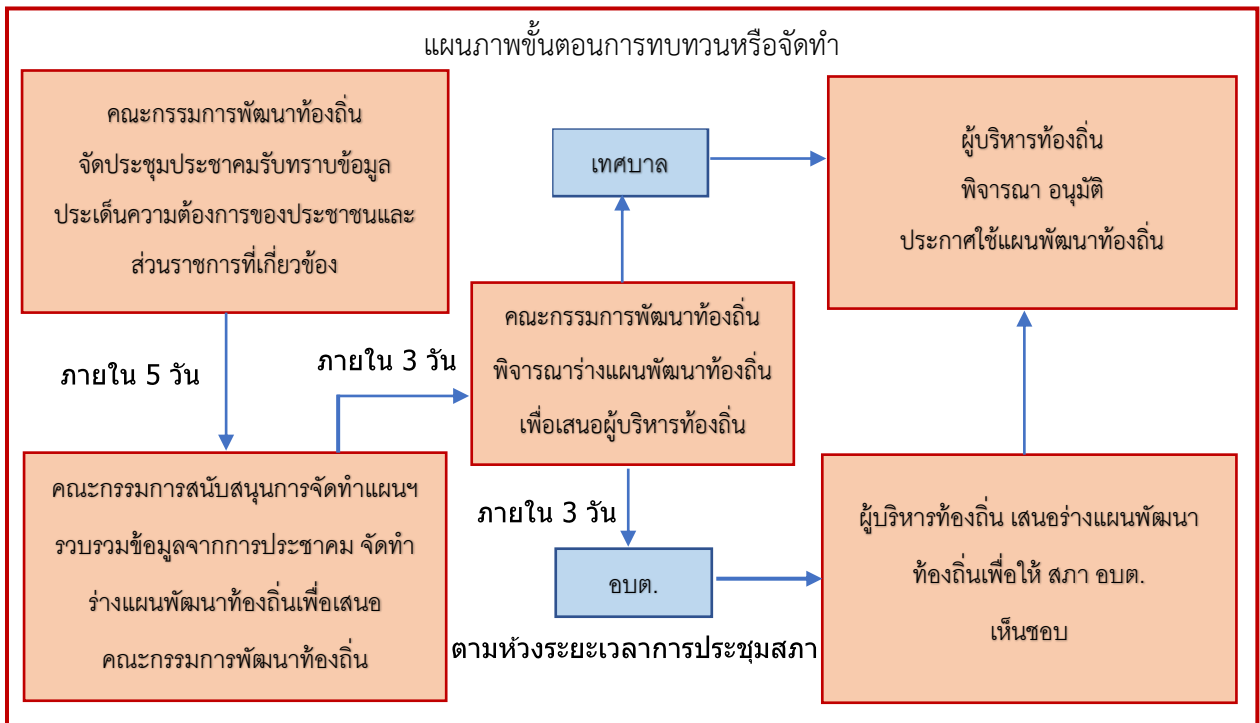 แผนภาพขั้นตอนการทบทวนหรือจัดทำ
คณะกรรมการพัฒนาท้องถิ่น
จัดประชุมประชาคมรับทราบข้อมูล
ประเด็นความต้องการของประชาชนและ
ส่วนราชการที่เกี่ยวข้อง
ภายใน 5 วัน
คณะกรรมการสนับสนุนการจัดทำแผนฯ
รวบรวมข้อมูลจากการประชาคม จัดทำ
ร่างแผนพัฒนาท้องถิ่นเพื่อเสนอ
คณะกรรมการพัฒนาท้องถิ่น
ภายใน 3 วัน
คณะกรรมการพัฒนาท้องถิ่น
พิจารณาร่างแผนพัฒนาท้องถิ่น
เพื่อเสนอผู้บริหารท้องถิ่น
เทศบาล
ภายใน 3 วัน
อบต.
ตามห้วงระยะเวลาการประชุมสภา
ผู้บริหารท้องถิ่น เสนอร่างแผนพัฒนา
ท้องถิ่นเพื่อให้ สภา อบต.
เห็นชอบ
ผู้บริหารท้องถิ่น
พิจารณา อนุมัติ
ประกาศใช้แผนพัฒนาท้องถิ่น